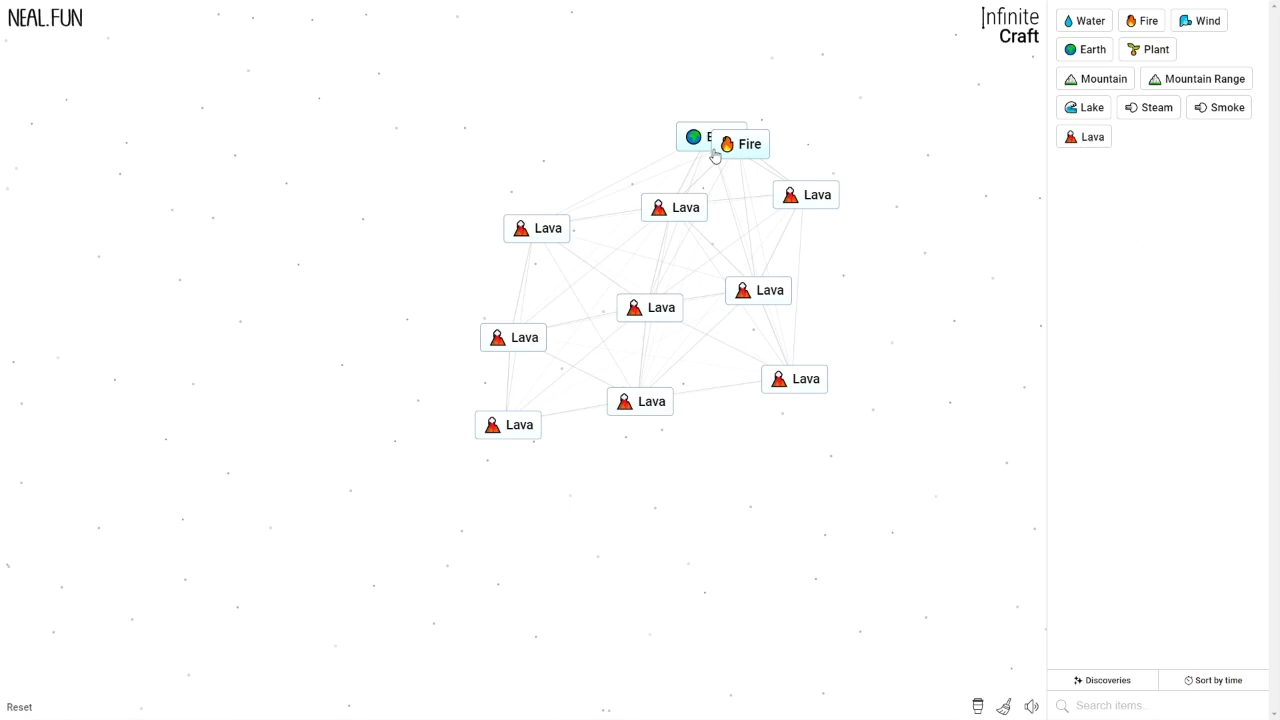 NEAL.FUN
Infinite
Craft
Water
Fire
Wind
Earth
Plant
Mountain
Mountain Range
Lake
Steam
Smoke
Lava
Fire
Lava
Lava
Lava
Lava
Lava
Lava
Lava
Lava
Lava
Reset
Discoveries
Sort by time
Search items...